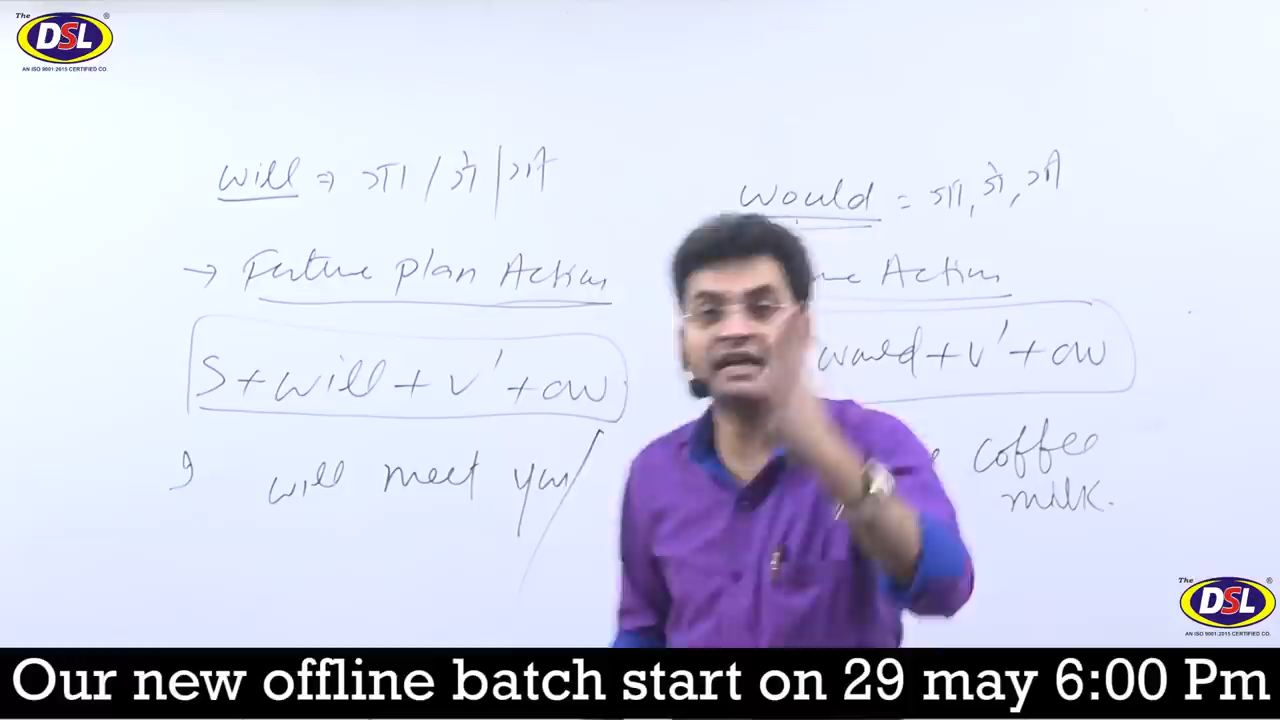 The
DSL
®
AN ISO 9001:2015 CERTIFIED CO.
will ⇒ गा / गे / गी
would = गा, गे, गी
→ Future plan Action
Action
S + will + v' + ow
would + v' + ow
I will meet you
coffee
milk.
The
DSL
®
AN ISO 9001:2015 CERTIFIED CO.
Our new offline batch start on 29 may 6:00 Pm